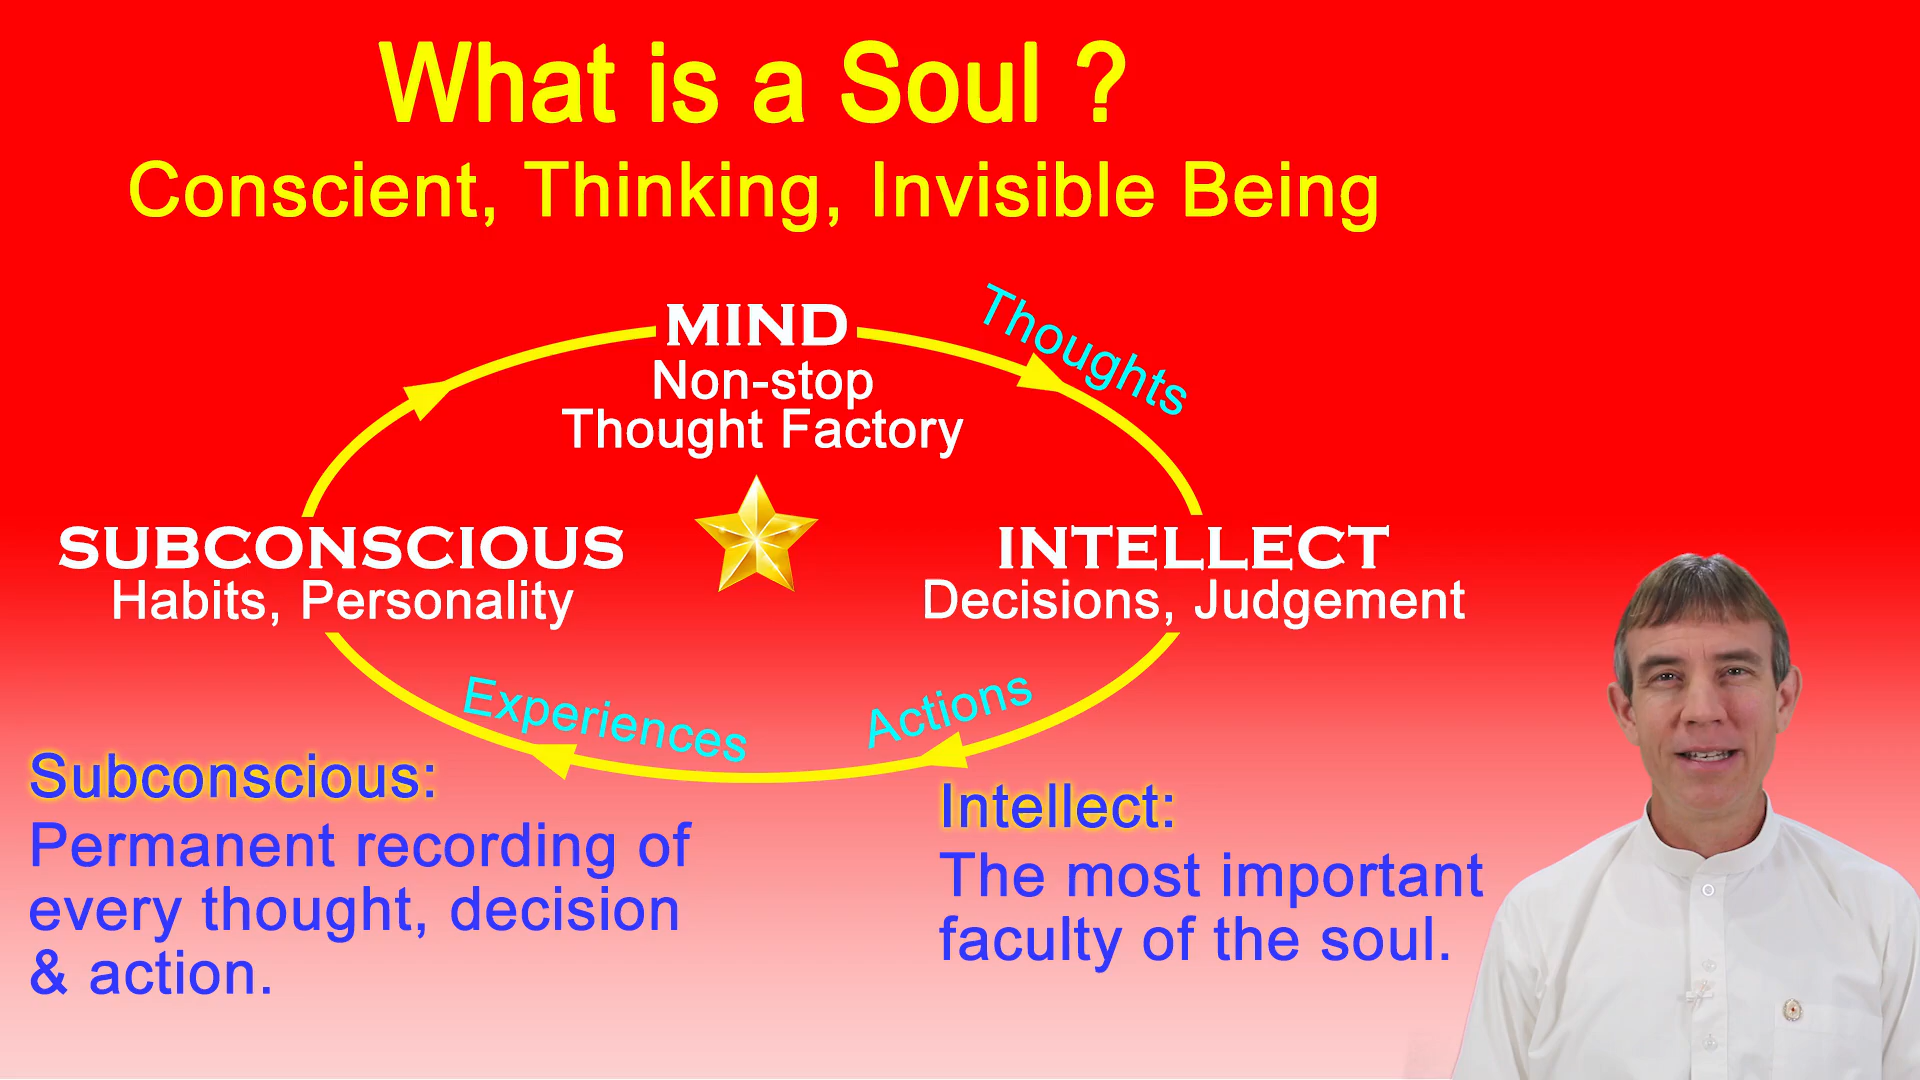 What is a Soul ?
Conscient, Thinking, Invisible Being
MIND
Non-stop
Thought Factory
Thoughts
SUBCONSCIOUS
Habits, Personality
INTELLECT
Decisions, Judgement
Experiences
Actions
Subconscious:
Permanent recording of
every thought, decision
& action.
Intellect:
The most important
faculty of the soul.